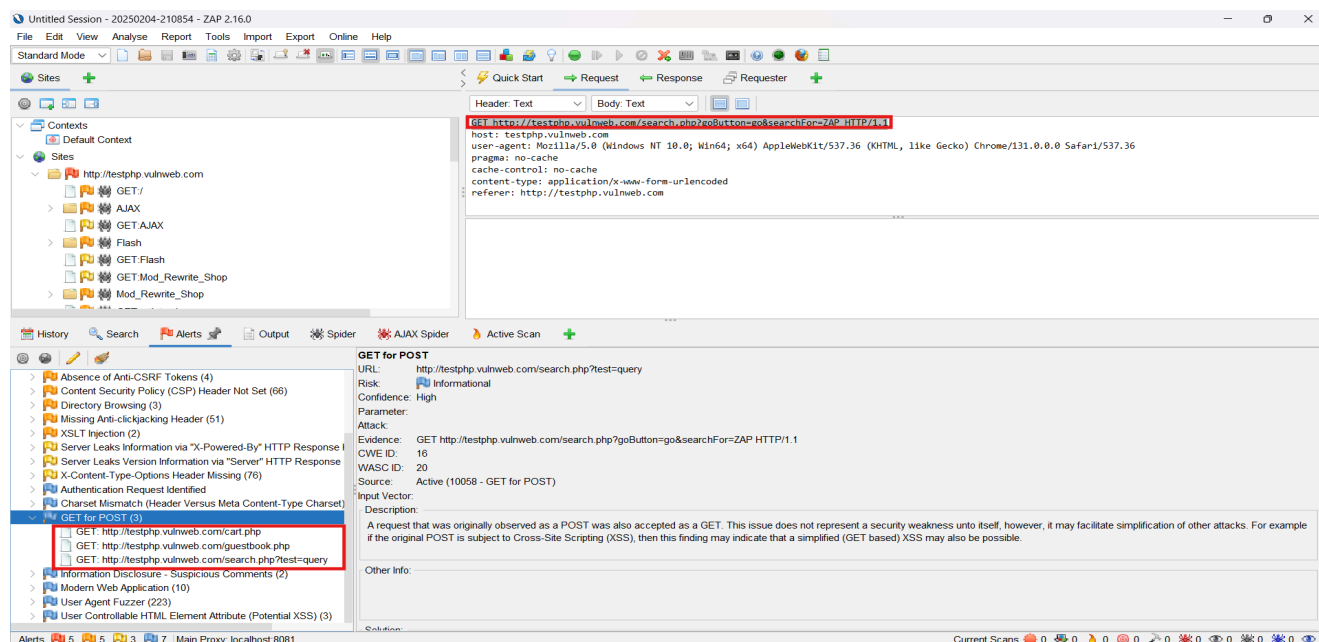 Untitled Session - 20250204-210854 - ZAP 2.16.0
File Edit View Analyse Report Tools Import Export Online Help
Standard Mode
Sites
Quick Start Request Response Requester
Header: Text Body: Text
Contexts
Default Context
Sites
http://testphp.vulnweb.com
GET:/
AJAX
GET:AJAX
Flash
GET:Flash
GET:Mod_Rewrite_Shop
Mod_Rewrite_Shop
GET http://testphp.vulnweb.com/search.php?goButton=go&searchFor=ZAP HTTP/1.1
host: testphp.vulnweb.com
user-agent: Mozilla/5.0 (Windows NT 10.0; Win64; x64) AppleWebKit/537.36 (KHTML, like Gecko) Chrome/131.0.0.0 Safari/537.36
pragma: no-cache
cache-control: no-cache
content-type: application/x-www-form-urlencoded
referer: http://testphp.vulnweb.com
History Search Alerts Output Spider AJAX Spider Active Scan
Absence of Anti-CSRF Tokens (4)
Content Security Policy (CSP) Header Not Set (66)
Directory Browsing (3)
Missing Anti-clickjacking Header (51)
XSLT Injection (2)
Server Leaks Information via "X-Powered-By" HTTP Response
Server Leaks Version Information via "Server" HTTP Response
X-Content-Type-Options Header Missing (76)
Authentication Request Identified
Charset Mismatch (Header Versus Meta Content-Type Charset)
GET for POST (3)
GET: http://testphp.vulnweb.com/cart.php
GET: http://testphp.vulnweb.com/guestbook.php
GET: http://testphp.vulnweb.com/search.php?test=query
Information Disclosure - Suspicious Comments (2)
Modern Web Application (10)
User Agent Fuzzer (223)
User Controllable HTML Element Attribute (Potential XSS) (3)
GET for POST
URL: http://testphp.vulnweb.com/search.php?test=query
Risk: Informational
Confidence: High
Parameter:
Attack:
Evidence: GET http://testphp.vulnweb.com/search.php?goButton=go&searchFor=ZAP HTTP/1.1
CWE ID: 16
WASC ID: 20
Source: Active (10058 - GET for POST)
Input Vector:
Description:
A request that was originally observed as a POST was also accepted as a GET. This issue does not represent a security weakness unto itself, however, it may facilitate simplification of other attacks. For example
if the original POST is subject to Cross-Site Scripting (XSS), then this finding may indicate that a simplified (GET based) XSS may also be possible.
Other Info:
Solution:
Alerts 5 5 3 7 Main Proxy: localhost:8081
Current Scans 0 0 0 0 0 0 0 0 0